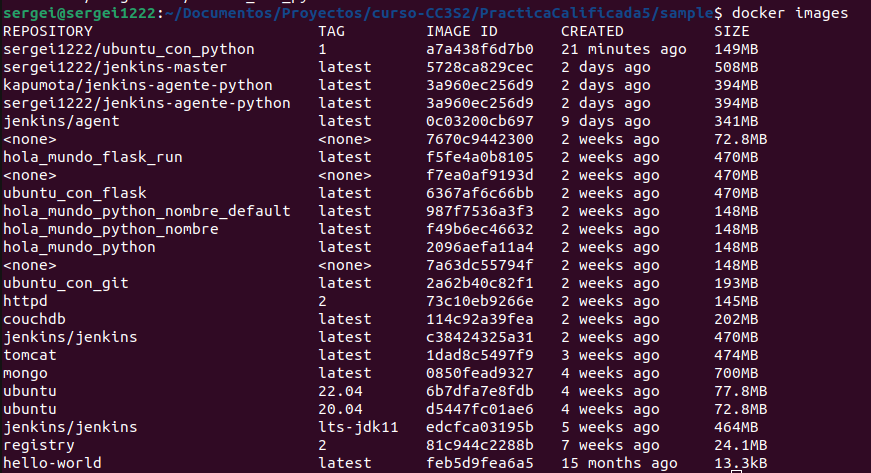 sergei@sergei1222:~/Documentos/Proyectos/curso-CC3S2/PracticaCalificada5/sample$ docker images
REPOSITORY TAG IMAGE ID CREATED SIZE
sergei1222/ubuntu_con_python 1 a7a438f6d7b0 21 minutes ago 149MB
sergei1222/jenkins-master latest 5728ca829cec 2 days ago 508MB
kapumota/jenkins-agente-python latest 3a960ec256d9 2 days ago 394MB
sergei1222/jenkins-agente-python latest 3a960ec256d9 2 days ago 394MB
jenkins/agent latest 0c03200cb697 9 days ago 341MB
<none> <none> 7670c9442300 2 weeks ago 72.8MB
hola_mundo_flask_run latest f5fe4a0b8105 2 weeks ago 470MB
<none> <none> f7ea0af9193d 2 weeks ago 470MB
ubuntu_con_flask latest 6367af6c66bb 2 weeks ago 470MB
hola_mundo_python_nombre_default latest 987f7536a3f3 2 weeks ago 148MB
hola_mundo_python_nombre latest f49b6ec46632 2 weeks ago 148MB
hola_mundo_python latest 2096aefa11a4 2 weeks ago 148MB
<none> <none> 7a63dc55794f 2 weeks ago 148MB
ubuntu_con_git latest 2a62b40c82f1 2 weeks ago 193MB
httpd 2 73c10eb9266e 2 weeks ago 145MB
couchdb latest 114c92a39fea 2 weeks ago 202MB
jenkins/jenkins latest c38424325a31 2 weeks ago 470MB
tomcat latest 1dad8c5497f9 3 weeks ago 474MB
mongo latest 0850fead9327 4 weeks ago 700MB
ubuntu 22.04 6b7dfa7e8fdb 4 weeks ago 77.8MB
ubuntu 20.04 d5447fc01ae6 4 weeks ago 72.8MB
jenkins/jenkins lts-jdk11 edcfca03195b 5 weeks ago 464MB
registry 2 81c944c2288b 7 weeks ago 24.1MB
hello-world latest feb5d9fea6a5 15 months ago 13.3kB